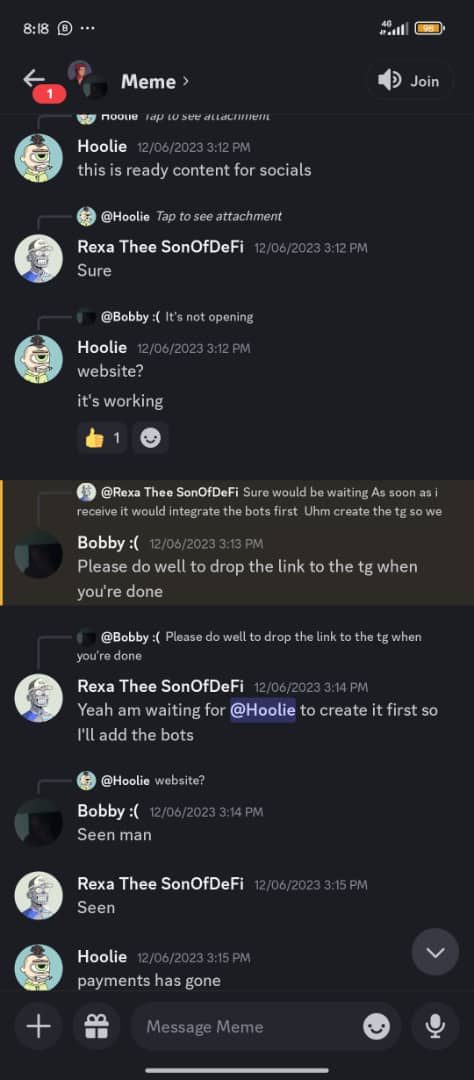 8:18
4G
98
1
Meme
Join
Hoolie Tap to see attachment
Hoolie 12/06/2023 3:12 PM
this is ready content for socials
@Hoolie Tap to see attachment
Rexa Thee SonOfDeFi 12/06/2023 3:12 PM
Sure
@Bobby :( It's not opening
Hoolie 12/06/2023 3:12 PM
website?
it's working
👍 1
@Rexa Thee SonOfDeFi Sure would be waiting As soon as i
receive it would integrate the bots first Uhm create the tg so we
Bobby :( 12/06/2023 3:13 PM
Please do well to drop the link to the tg when
you're done
@Bobby :( Please do well to drop the link to the tg when
you're done
Rexa Thee SonOfDeFi 12/06/2023 3:14 PM
Yeah am waiting for @Hoolie to create it first so
I'll add the bots
@Hoolie website?
Bobby :( 12/06/2023 3:14 PM
Seen man
Rexa Thee SonOfDeFi 12/06/2023 3:15 PM
Seen
Hoolie 12/06/2023 3:15 PM
payments has gone
Message Meme